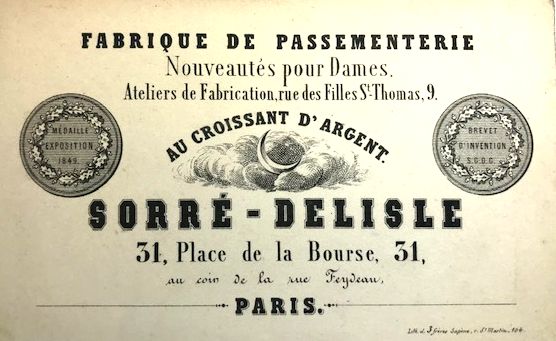 FABRIQUE DE PASSEMENTERIE
Nouveautés pour Dames.
Ateliers de Fabrication, rue des Filles St. Thomas, 9.
AU CROISSANT D'ARGENT.
MÉDAILLE
EXPOSITION
1849.
BREVET
D'INVENTION
S.G.D.G.
SORRÉ-DELISLE
31, Place de la Bourse, 31,
au coin de la rue Feydeau,
PARIS.
Lith. d. 3 frères Sapène, r. St. Martin, 104.